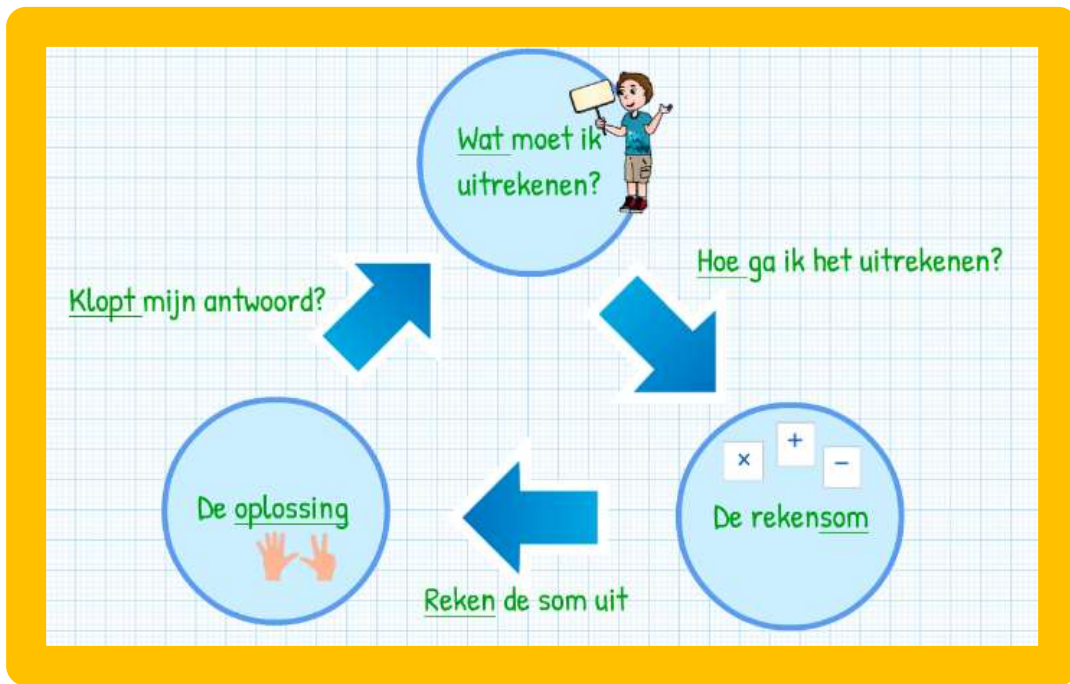 Wat moet ik
uitrekenen?
Hoe ga ik het uitrekenen?
Klopt mijn antwoord?
× + −
De rekensom
De oplossing
Reken de som uit